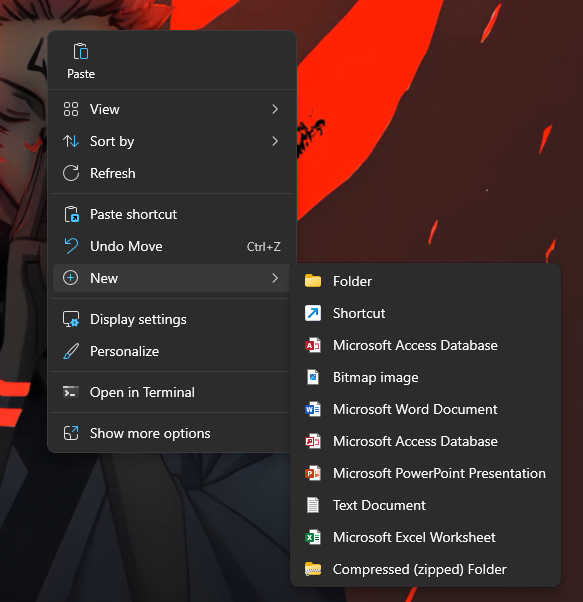 Paste
View
Sort by
Refresh
Paste shortcut
Undo Move Ctrl+Z
New
Display settings
Personalize
Open in Terminal
Show more options
Folder
Shortcut
Microsoft Access Database
Bitmap image
Microsoft Word Document
Microsoft Access Database
Microsoft PowerPoint Presentation
Text Document
Microsoft Excel Worksheet
Compressed (zipped) Folder